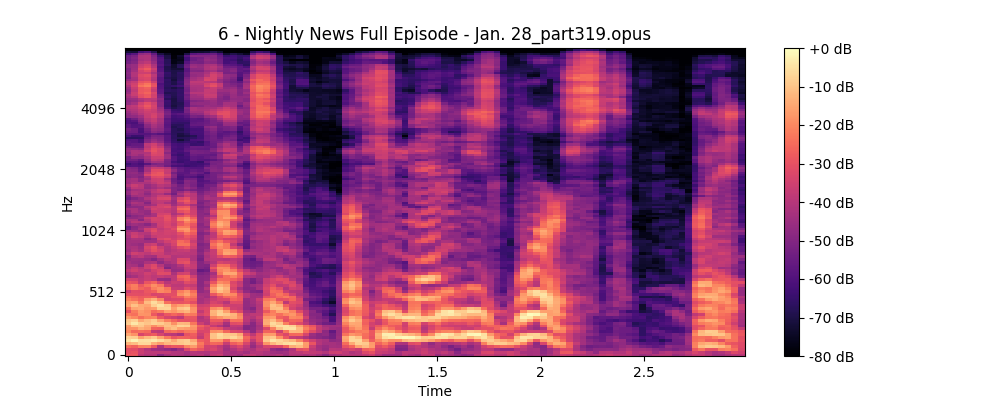 6 - Nightly News Full Episode - Jan. 28_part319.opus
Hz
4096
2048
1024
512
0
0
0.5
1
1.5
2
2.5
Time
+0 dB
-10 dB
-20 dB
-30 dB
-40 dB
-50 dB
-60 dB
-70 dB
-80 dB